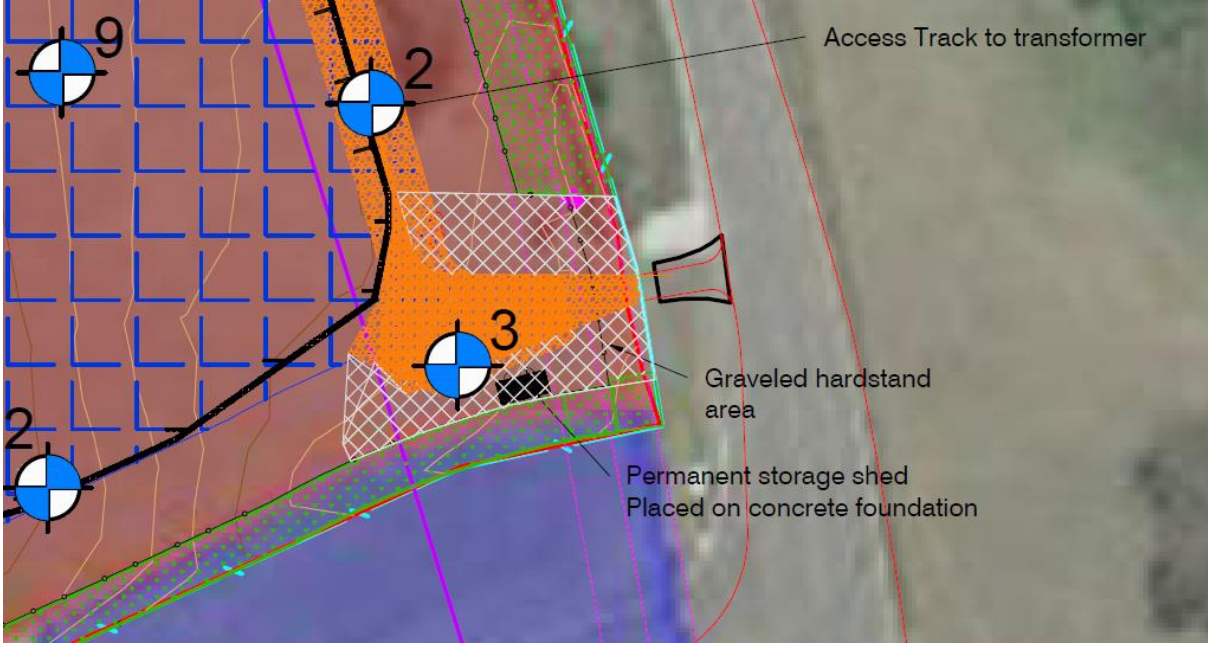 9
2
Access Track to transformer
3
Graveled hardstand
area
2
Permanent storage shed
Placed on concrete foundation